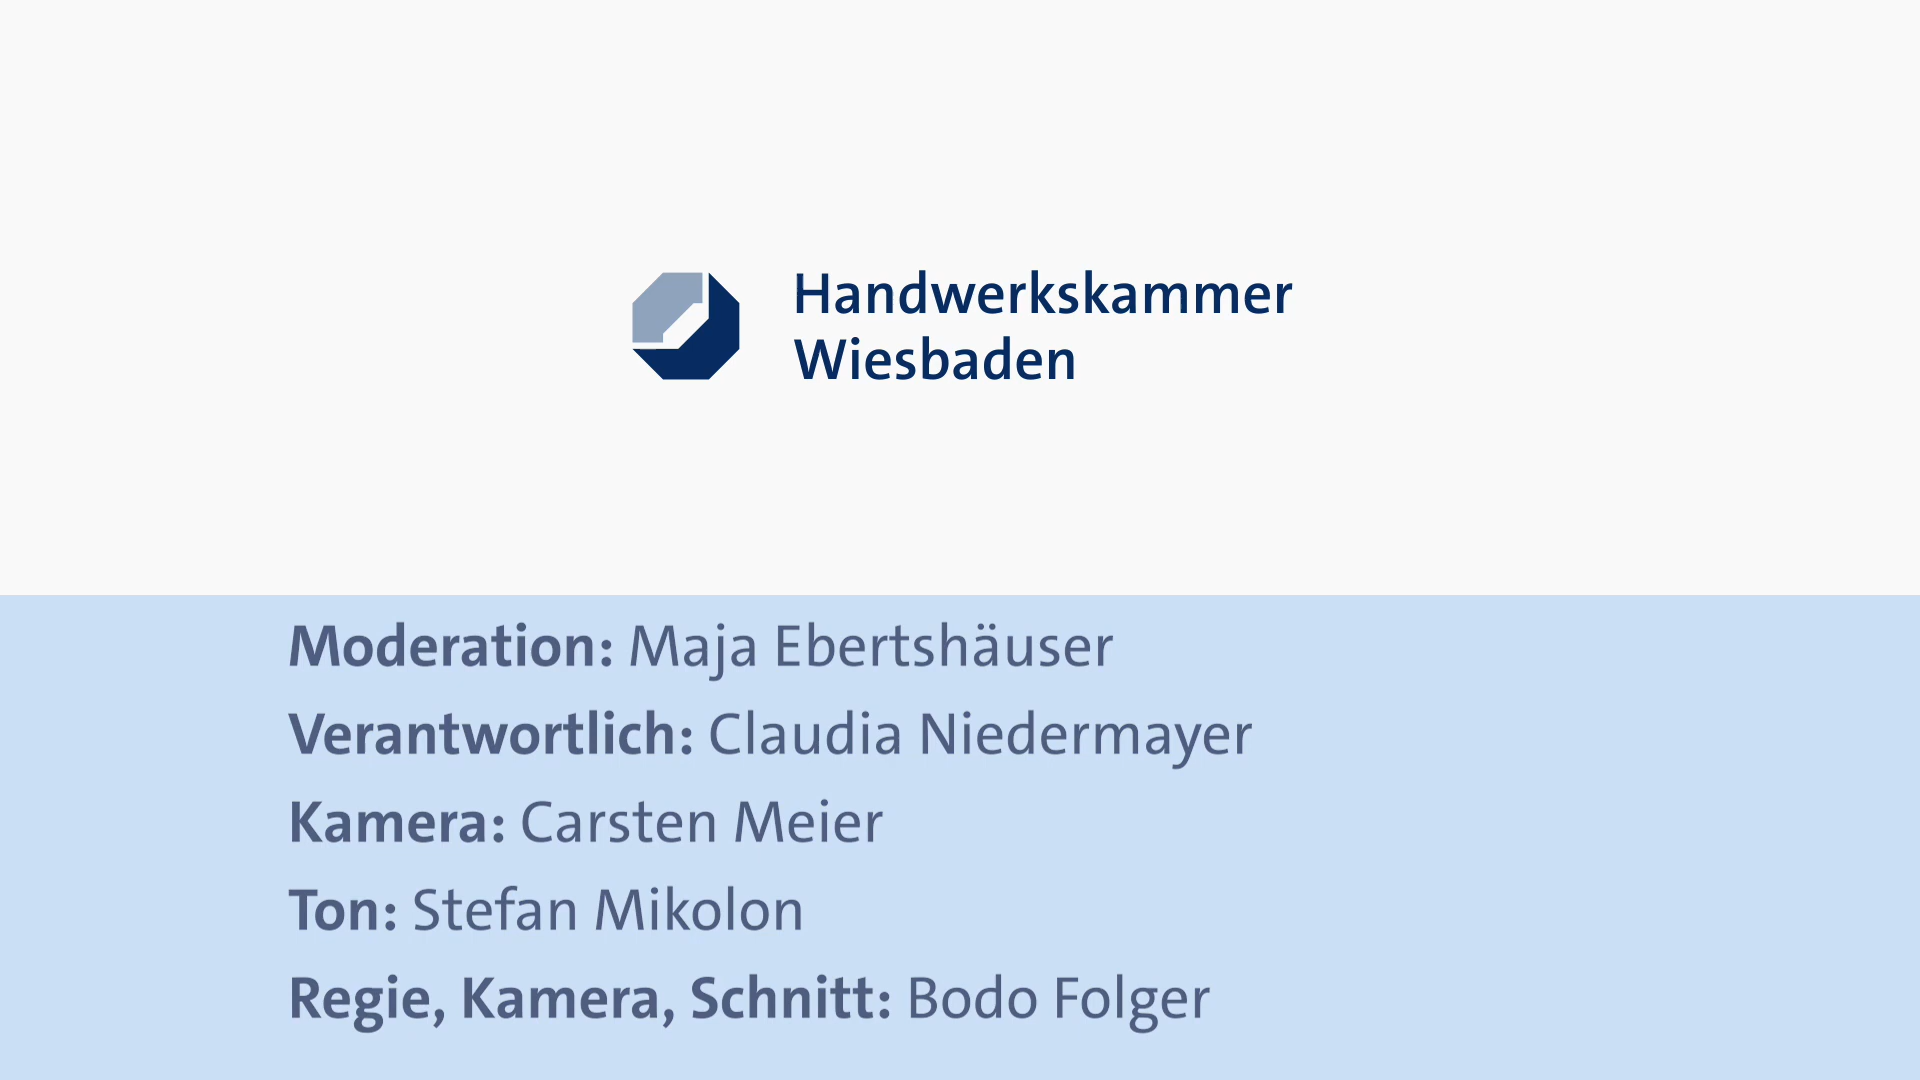 Handwerkskammer
Wiesbaden
Moderation: Maja Ebertshäuser
Verantwortlich: Claudia Niedermayer
Kamera: Carsten Meier
Ton: Stefan Mikolon
Regie, Kamera, Schnitt: Bodo Folger